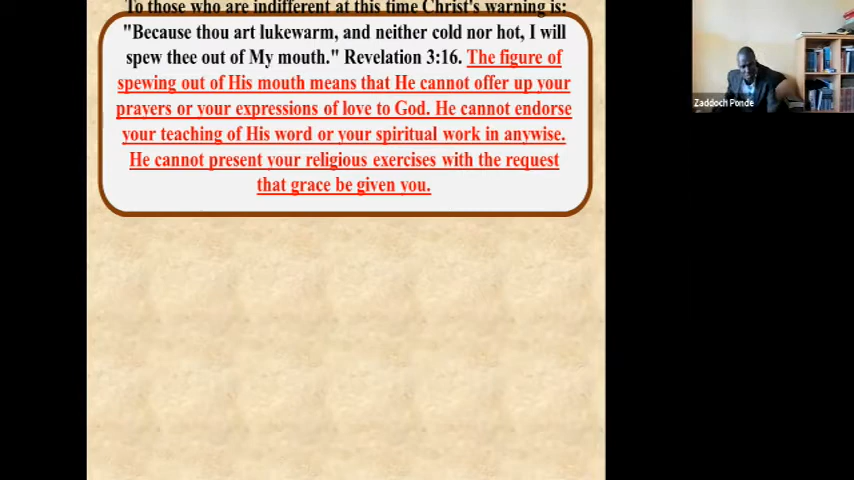 To those who are indifferent at this time Christ's warning is:
"Because thou art lukewarm, and neither cold nor hot, I will
spew thee out of My mouth." Revelation 3:16. The figure of
spewing out of His mouth means that He cannot offer up your
prayers or your expressions of love to God. He cannot endorse
your teaching of His word or your spiritual work in anywise.
He cannot present your religious exercises with the request
that grace be given you.
Zaddoch Ponde